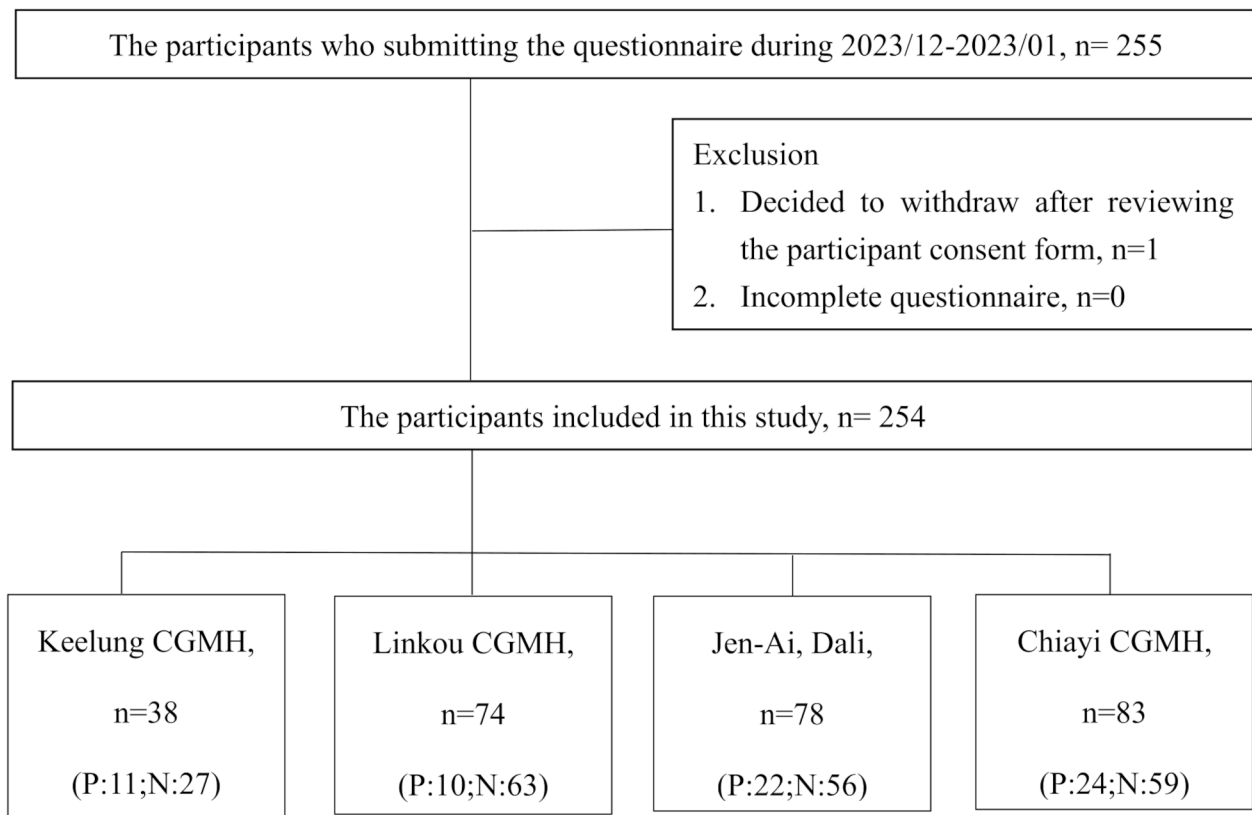 The participants who submitting the questionnaire during 2023/12-2023/01, n= 255
Exclusion
1. Decided to withdraw after reviewing
the participant consent form, n=1
2. Incomplete questionnaire, n=0
The participants included in this study, n= 254
Keelung CGMH,
n=38
(P:11;N:27)
Linkou CGMH,
n=74
(P:10;N:63)
Jen-Ai, Dali,
n=78
(P:22;N:56)
Chiayi CGMH,
n=83
(P:24;N:59)